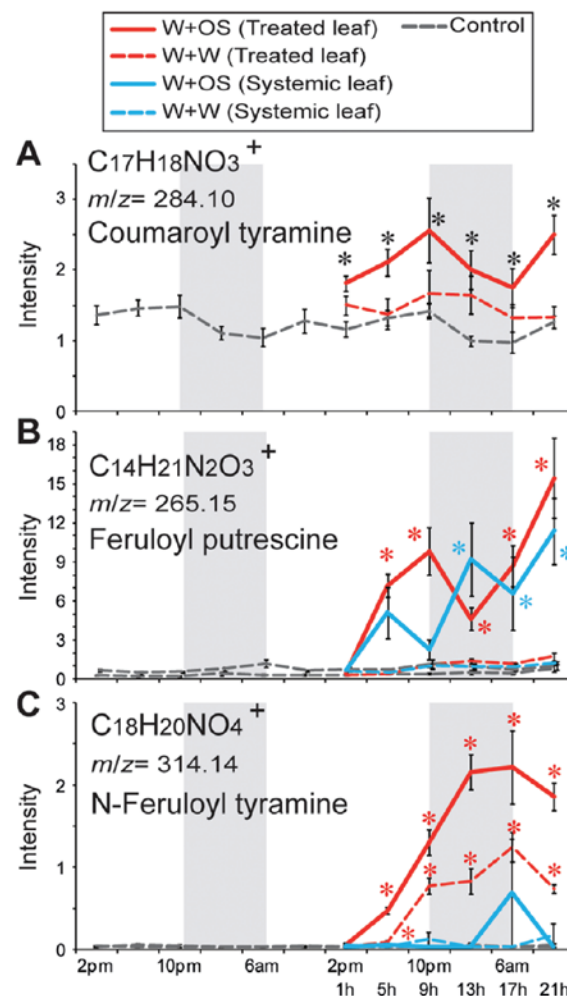 W+OS (Treated leaf)
Control
W+W (Treated leaf)
W+OS (Systemic leaf)
W+W (Systemic leaf)
A
C17H18NO3+
m/z= 284.10
Coumaroyl tyramine
Intensity
3
2
1
0
* * * * * *
B
C14H21N2O3+
m/z= 265.15
Feruloyl putrescine
Intensity
18
15
12
9
6
3
0
* * * * * * * *
C
C18H20NO4+
m/z= 314.14
N-Feruloyl tyramine
Intensity
3
2
1
0
* * * * * * * * * *
2pm 10pm 6am 2pm 10pm 6am
1h 5h 9h 13h 17h 21h